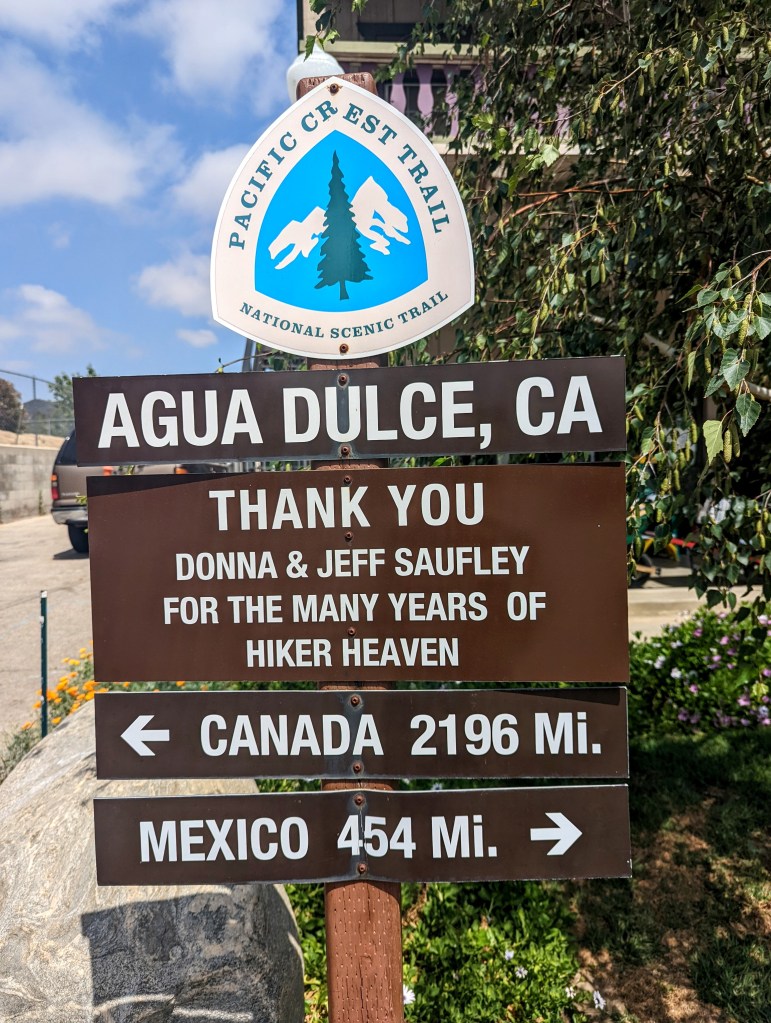 PACIFIC CREST TRAIL
NATIONAL SCENIC TRAIL
AGUA DULCE, CA
THANK YOU
DONNA & JEFF SAUFLEY
FOR THE MANY YEARS OF
HIKER HEAVEN
← CANADA 2196 Mi.
MEXICO 454 Mi. →